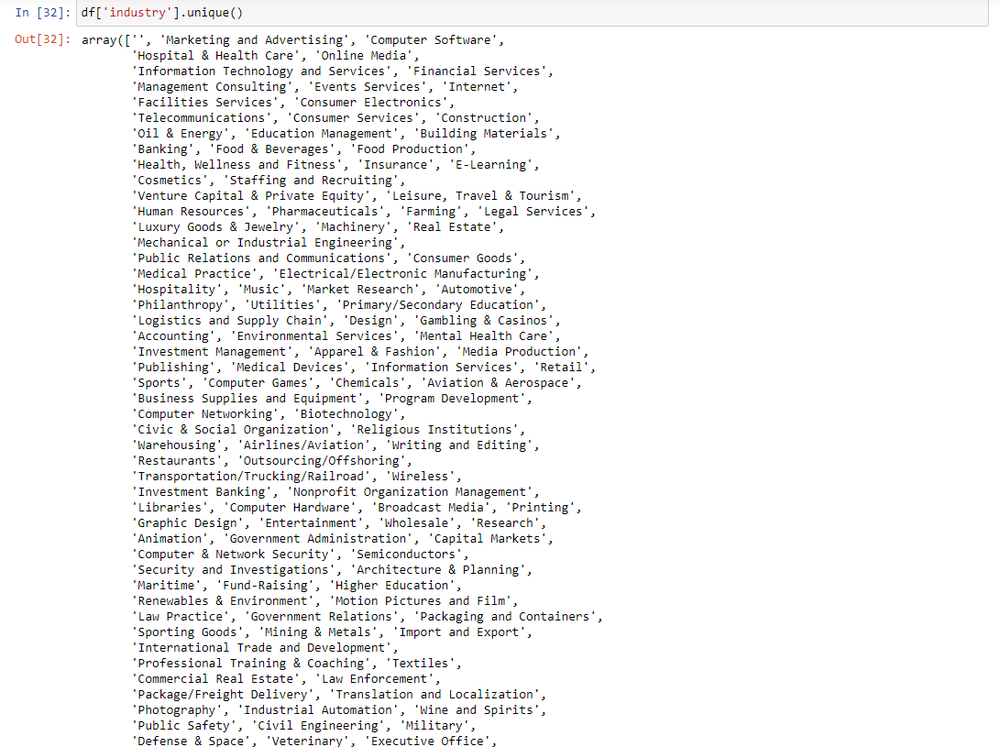 In [32]: df['industry'].unique()
Out[32]: array(['', 'Marketing and Advertising', 'Computer Software',
'Hospital & Health Care', 'Online Media',
'Information Technology and Services', 'Financial Services',
'Management Consulting', 'Events Services', 'Internet',
'Facilities Services', 'Consumer Electronics',
'Telecommunications', 'Consumer Services', 'Construction',
'Oil & Energy', 'Education Management', 'Building Materials',
'Banking', 'Food & Beverages', 'Food Production',
'Health, Wellness and Fitness', 'Insurance', 'E-Learning',
'Cosmetics', 'Staffing and Recruiting',
'Venture Capital & Private Equity', 'Leisure, Travel & Tourism',
'Human Resources', 'Pharmaceuticals', 'Farming', 'Legal Services',
'Luxury Goods & Jewelry', 'Machinery', 'Real Estate',
'Mechanical or Industrial Engineering',
'Public Relations and Communications', 'Consumer Goods',
'Medical Practice', 'Electrical/Electronic Manufacturing',
'Hospitality', 'Music', 'Market Research', 'Automotive',
'Philanthropy', 'Utilities', 'Primary/Secondary Education',
'Logistics and Supply Chain', 'Design', 'Gambling & Casinos',
'Accounting', 'Environmental Services', 'Mental Health Care',
'Investment Management', 'Apparel & Fashion', 'Media Production',
'Publishing', 'Medical Devices', 'Information Services', 'Retail',
'Sports', 'Computer Games', 'Chemicals', 'Aviation & Aerospace',
'Business Supplies and Equipment', 'Program Development',
'Computer Networking', 'Biotechnology',
'Civic & Social Organization', 'Religious Institutions',
'Warehousing', 'Airlines/Aviation', 'Writing and Editing',
'Restaurants', 'Outsourcing/Offshoring',
'Transportation/Trucking/Railroad', 'Wireless',
'Investment Banking', 'Nonprofit Organization Management',
'Libraries', 'Computer Hardware', 'Broadcast Media', 'Printing',
'Graphic Design', 'Entertainment', 'Wholesale', 'Research',
'Animation', 'Government Administration', 'Capital Markets',
'Computer & Network Security', 'Semiconductors',
'Security and Investigations', 'Architecture & Planning',
'Maritime', 'Fund-Raising', 'Higher Education',
'Renewables & Environment', 'Motion Pictures and Film',
'Law Practice', 'Government Relations', 'Packaging and Containers',
'Sporting Goods', 'Mining & Metals', 'Import and Export',
'International Trade and Development',
'Professional Training & Coaching', 'Textiles',
'Commercial Real Estate', 'Law Enforcement',
'Package/Freight Delivery', 'Translation and Localization',
'Photography', 'Industrial Automation', 'Wine and Spirits',
'Public Safety', 'Civil Engineering', 'Military',
'Defense & Space', 'Veterinary', 'Executive Office',